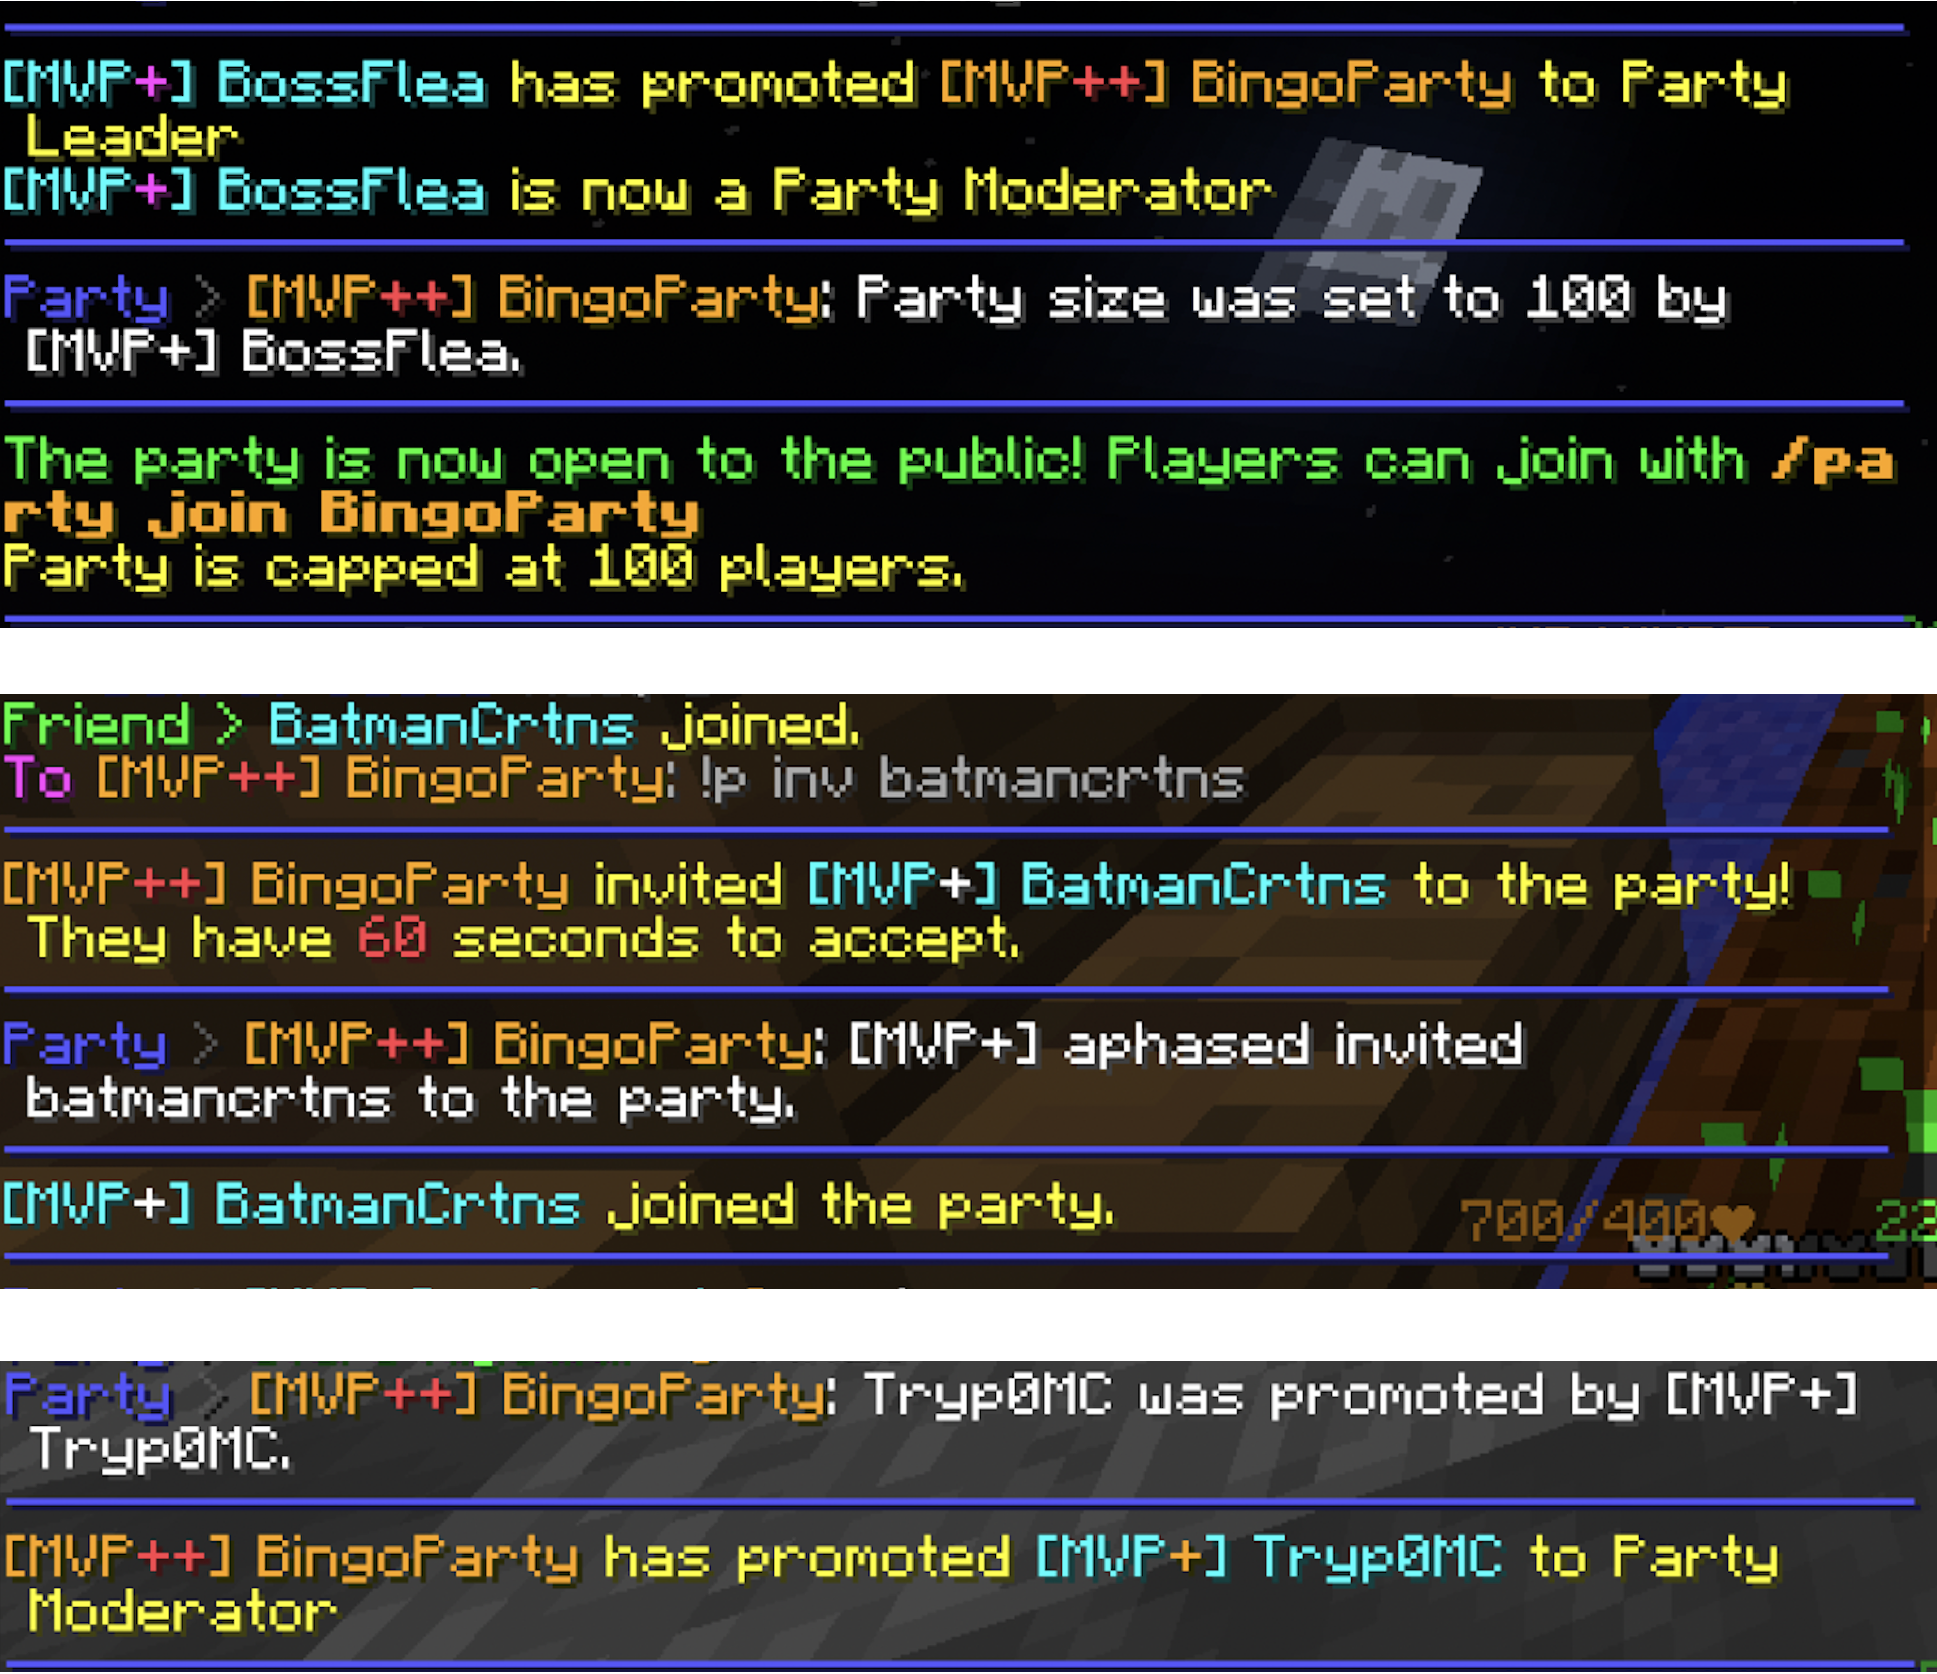 [MVP+] BossFlea has promoted [MVP++] BingoParty to Party
Leader
[MVP+] BossFlea is now a Party Moderator
Party > [MVP++] BingoParty: Party size was set to 100 by
[MVP+] BossFlea.
The party is now open to the public! Players can join with /pa
rty join BingoParty
Party is capped at 100 players.
Friend > BatmanCrtns joined.
To [MVP++] BingoParty: !p inv batmancrtns
[MVP++] BingoParty invited [MVP+] BatmanCrtns to the party!
They have 60 seconds to accept.
Party > [MVP++] BingoParty: [MVP+] aphased invited
batmancrtns to the party.
[MVP+] BatmanCrtns joined the party.
700/400❤ 22
Party > [MVP++] BingoParty: Tryp0MC was promoted by [MVP+]
Tryp0MC.
[MVP++] BingoParty has promoted [MVP+] Tryp0MC to Party
Moderator